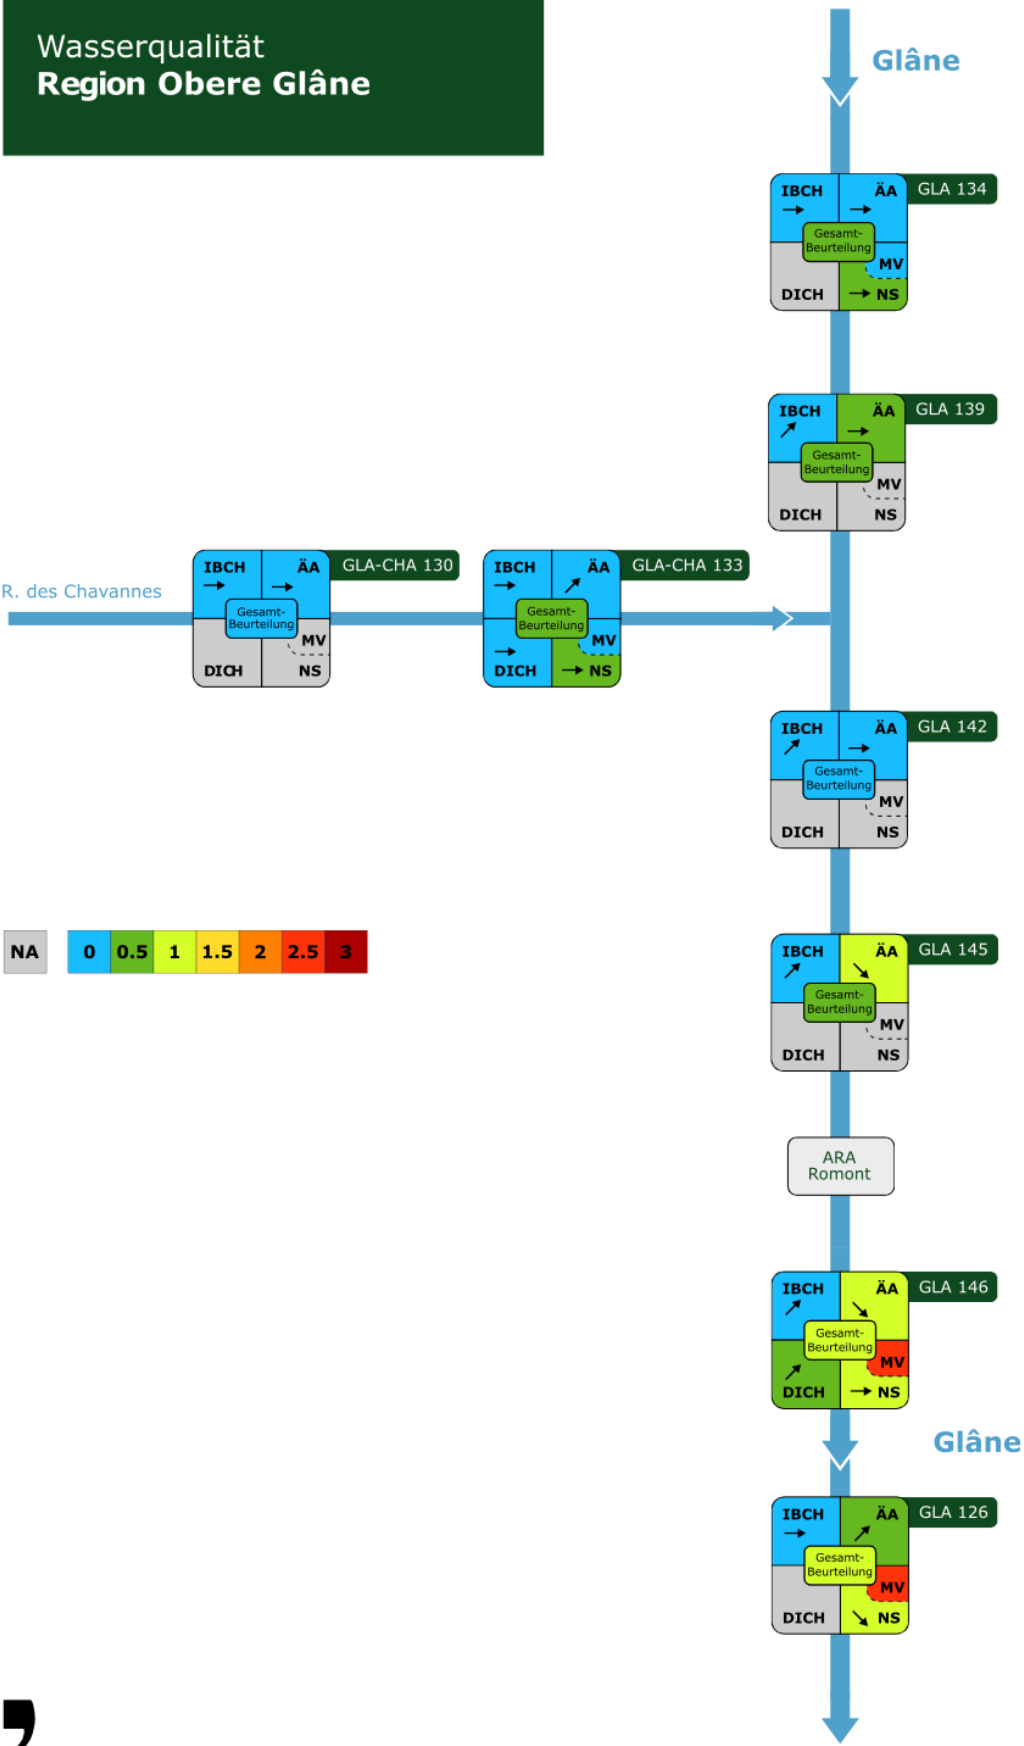 Wasserqualität
Region Obere Glâne
Glâne
IBCH ÄA GLA 134
Gesamt-
Beurteilung
MV
DICH NS
IBCH ÄA GLA 139
Gesamt-
Beurteilung
MV
DICH NS
R. des Chavannes
IBCH ÄA GLA-CHA 130
Gesamt-
Beurteilung
MV
DICH NS
IBCH ÄA GLA-CHA 133
Gesamt-
Beurteilung
MV
DICH NS
IBCH ÄA GLA 142
Gesamt-
Beurteilung
MV
DICH NS
NA 0 0.5 1 1.5 2 2.5 3
IBCH ÄA GLA 145
Gesamt-
Beurteilung
MV
DICH NS
ARA
Romont
IBCH ÄA GLA 146
Gesamt-
Beurteilung
MV
DICH NS
Glâne
IBCH ÄA GLA 126
Gesamt-
Beurteilung
MV
DICH NS